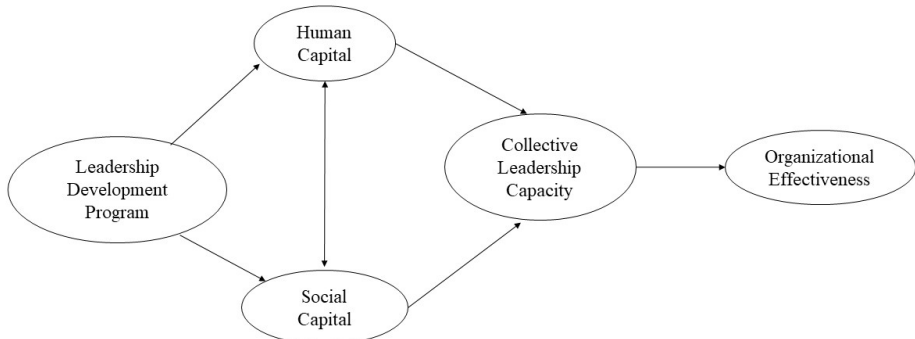 Human
Capital
Leadership
Development
Program
Collective
Leadership
Capacity
Organizational
Effectiveness
Social
Capital